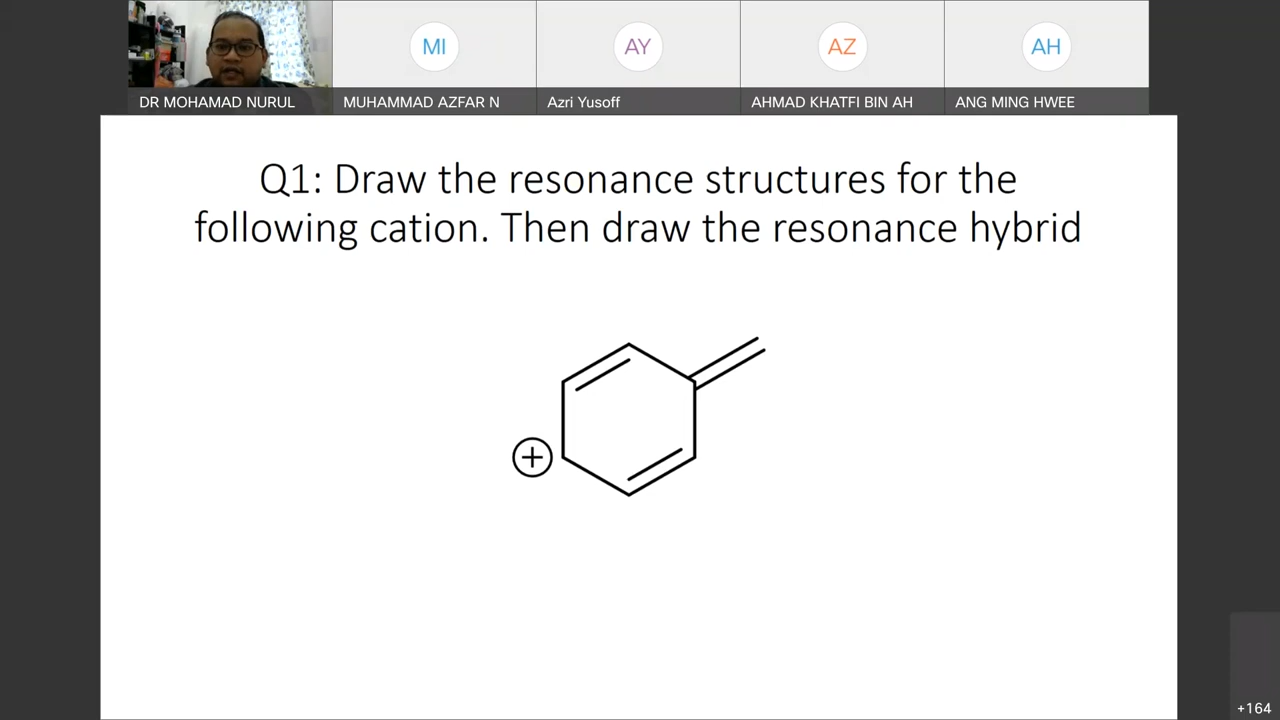 MI
AY
AZ
AH
DR MOHAMAD NURUL
MUHAMMAD AZFAR N
Azri Yusoff
AHMAD KHATFI BIN AH
ANG MING HWEE
Q1: Draw the resonance structures for the
following cation. Then draw the resonance hybrid
+
+164